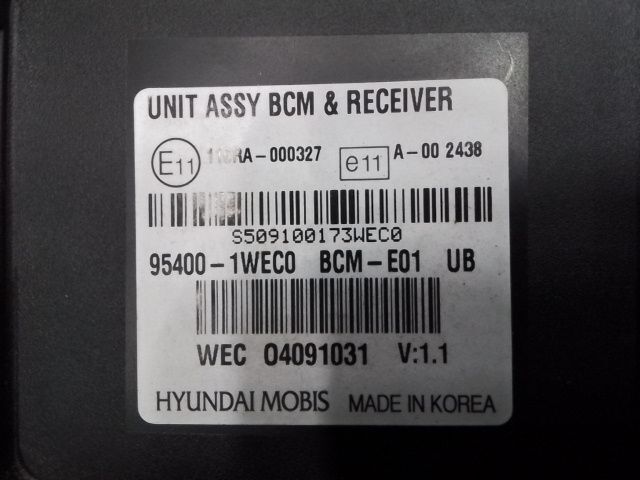 UNIT ASSY BCM & RECEIVER
E11 RA-000327 e11 A-00 2438
S509100173WEC0
95400-1WEC0 BCM-E01 UB
WEC 04091031 V:1.1
HYUNDAI MOBIS MADE IN KOREA